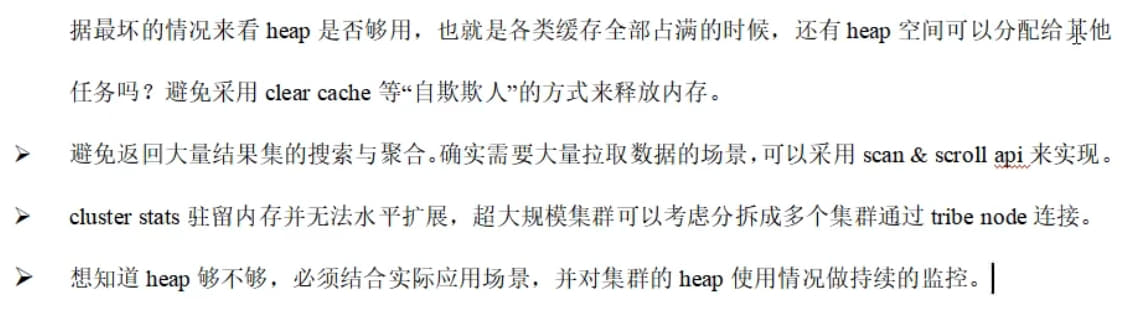 据最坏的情况来看 heap 是否够用，也就是各类缓存全部占满的时候，还有 heap 空间可以分配给其他
任务吗？避免采用 clear cache 等“自欺欺人”的方式来释放内存。
➢ 避免返回大量结果集的搜索与聚合。确实需要大量拉取数据的场景，可以采用 scan & scroll api 来实现。
➢ cluster stats 驻留内存并无法水平扩展，超大规模集群可以考虑分拆成多个集群通过 tribe node 连接。
➢ 想知道 heap 够不够，必须结合实际应用场景，并对集群的 heap 使用情况做持续的监控。